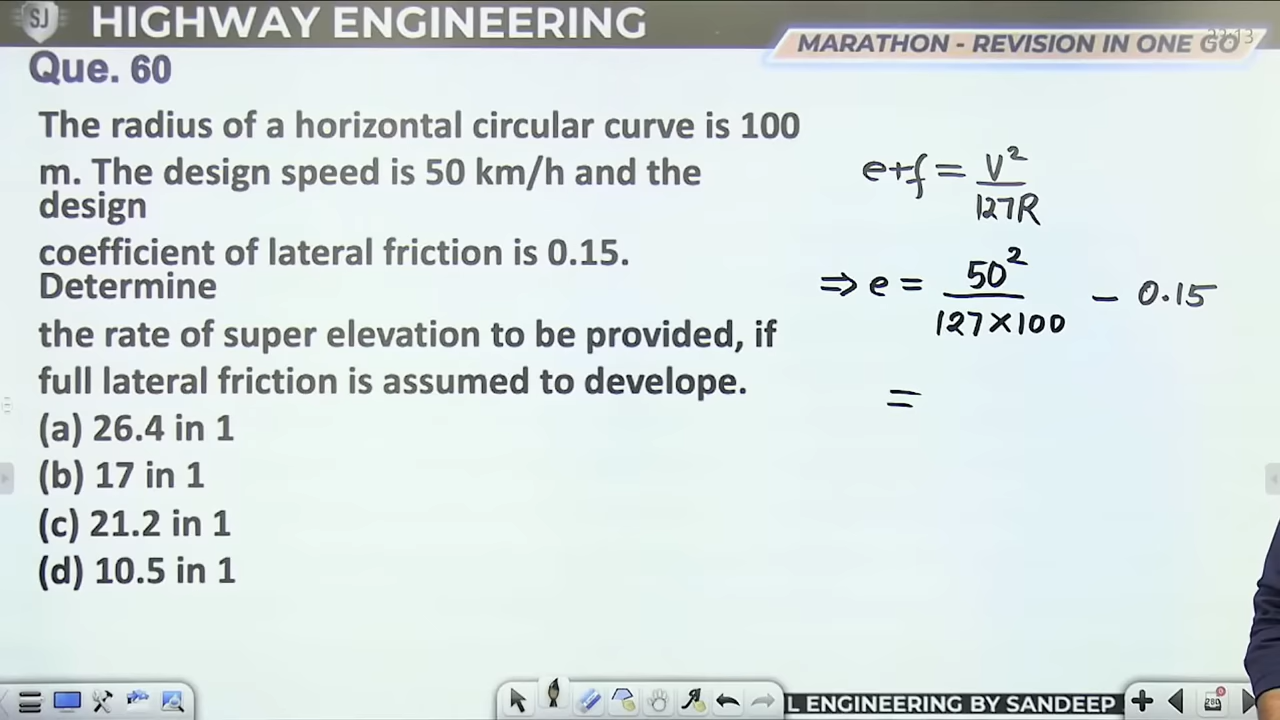 SJ
HIGHWAY ENGINEERING
MARATHON - REVISION IN ONE GO
Que. 60
The radius of a horizontal circular curve is 100
m. The design speed is 50 km/h and the
design
coefficient of lateral friction is 0.15.
Determine
the rate of super elevation to be provided, if
full lateral friction is assumed to develope.
(a) 26.4 in 1
(b) 17 in 1
(c) 21.2 in 1
(d) 10.5 in 1
e+f = V²/127R
⇒ e = 50²/127×100 - 0.15
=
L ENGINEERING BY SANDEEP
280